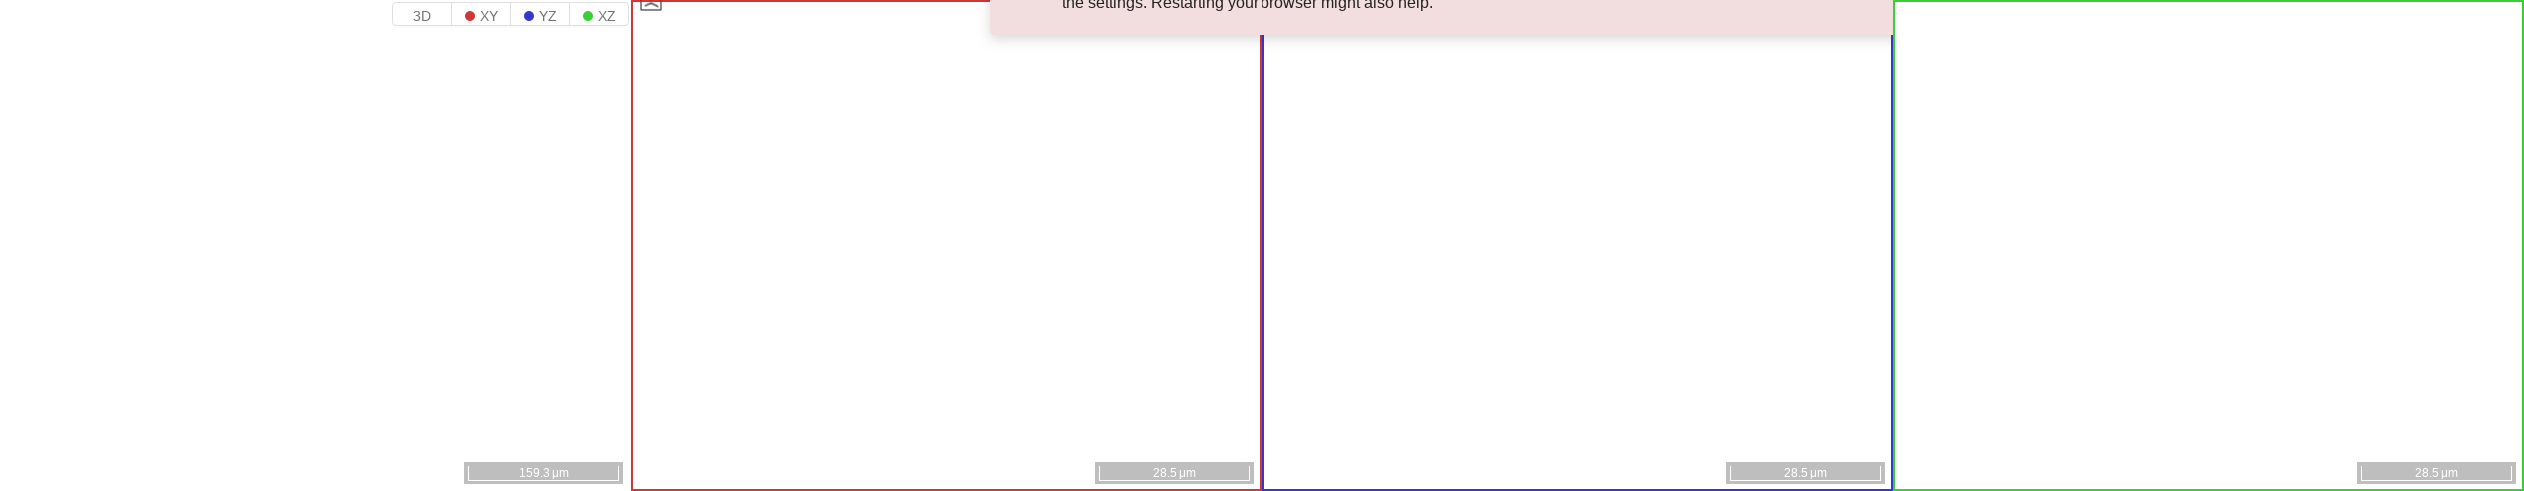 the settings. Restarting your browser might also help.
3D XY YZ XZ
159.3 µm 28.5 µm 28.5 µm 28.5 µm